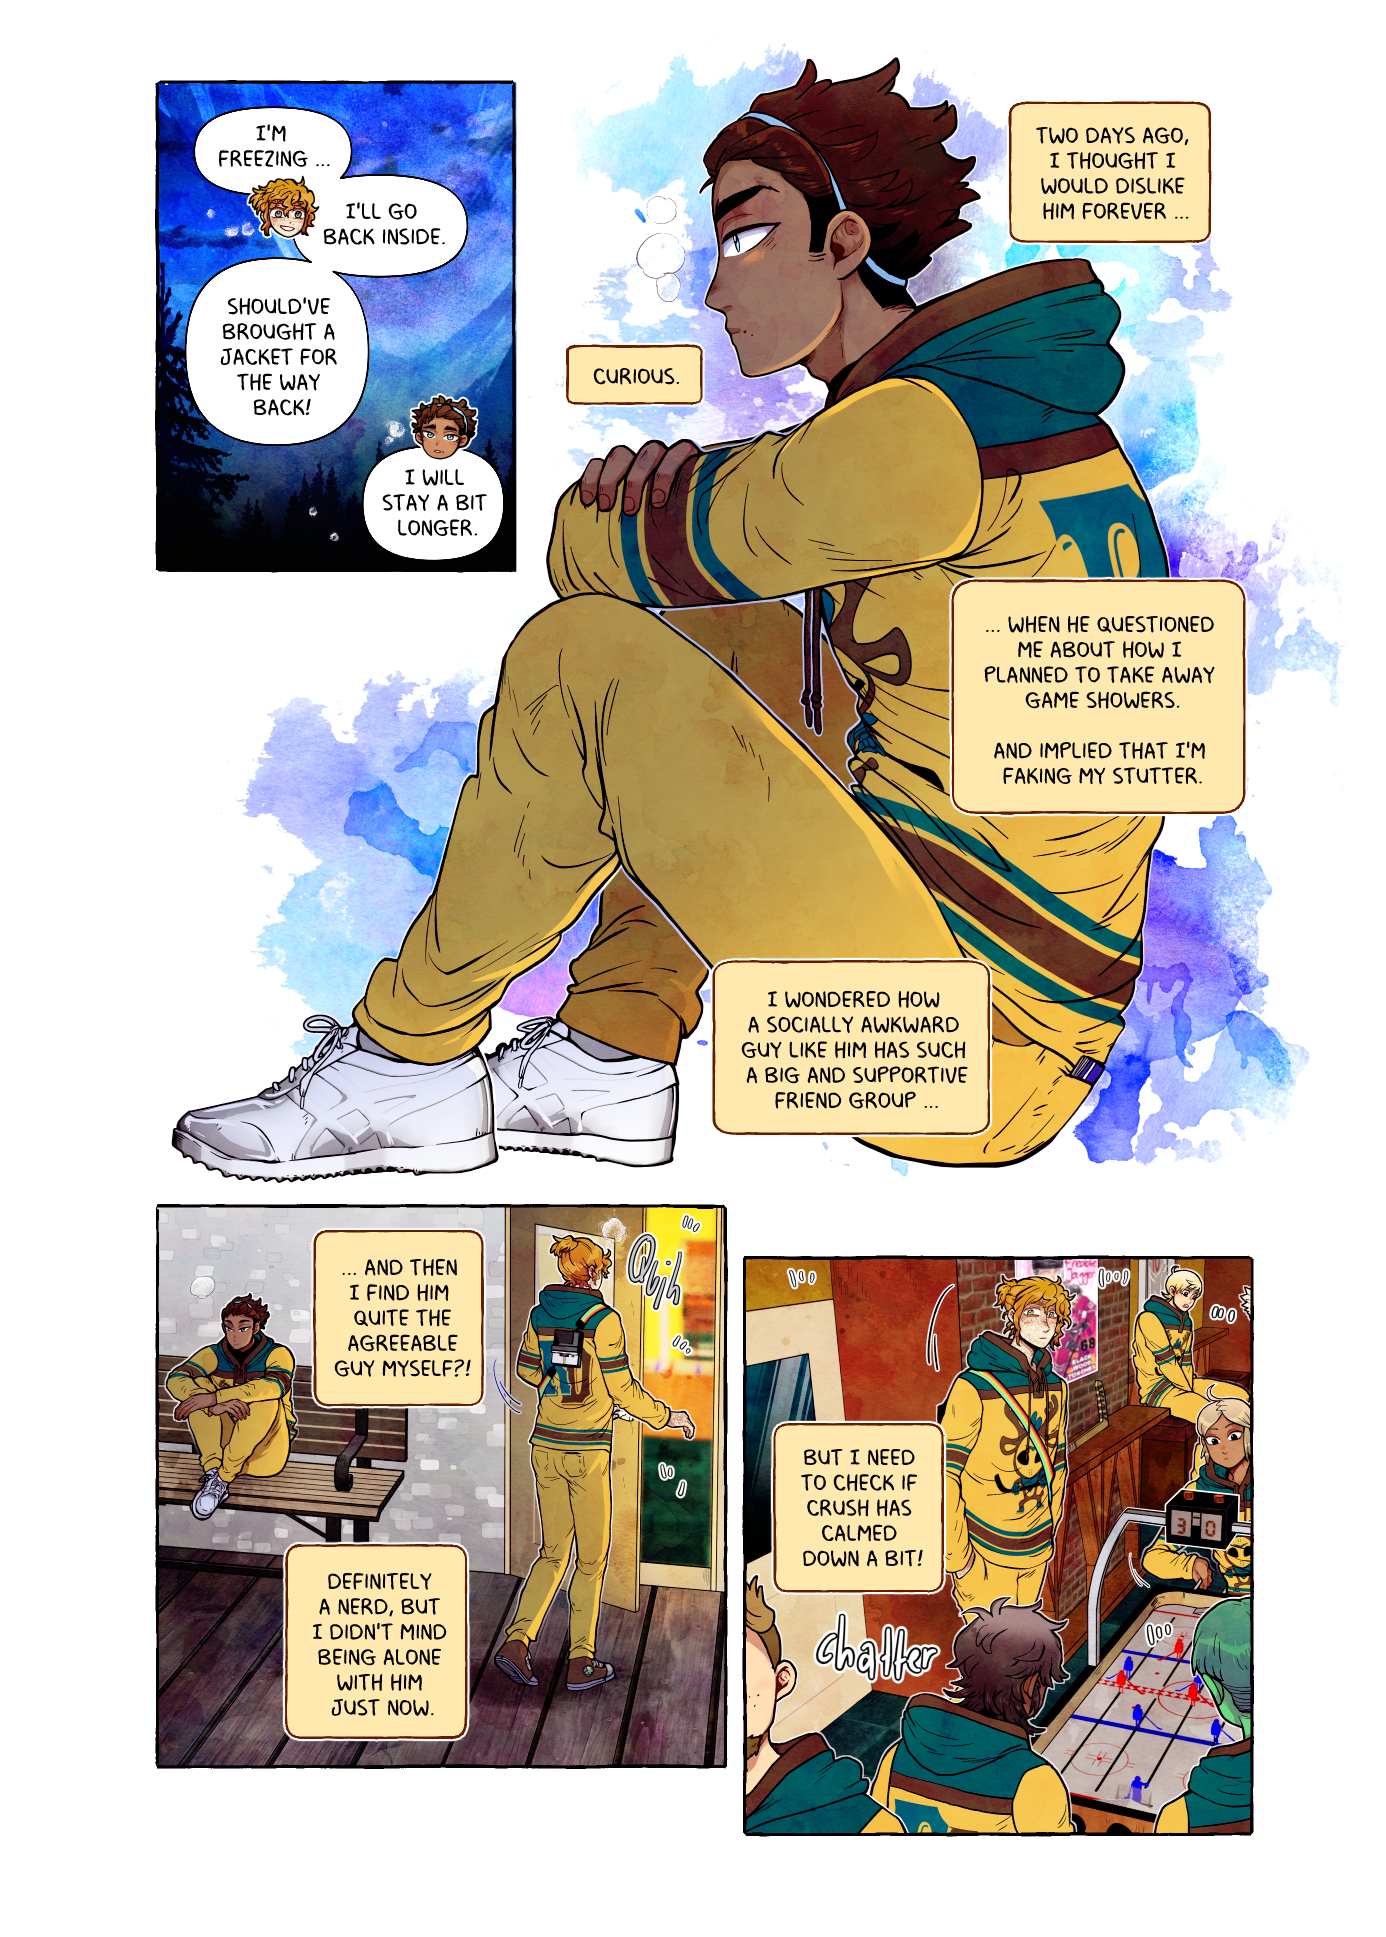 I'M
FREEZING ...
I'LL GO
BACK INSIDE.
SHOULD'VE
BROUGHT A
JACKET FOR
THE WAY
BACK!
I WILL
STAY A BIT
LONGER.
TWO DAYS AGO,
I THOUGHT I
WOULD DISLIKE
HIM FOREVER ...
CURIOUS.
... WHEN HE QUESTIONED
ME ABOUT HOW I
PLANNED TO TAKE AWAY
GAME SHOWERS.
AND IMPLIED THAT I'M
FAKING MY STUTTER.
I WONDERED HOW
A SOCIALLY AWKWARD
GUY LIKE HIM HAS SUCH
A BIG AND SUPPORTIVE
FRIEND GROUP ...
... AND THEN
I FIND HIM
QUITE THE
AGREEABLE
GUY MYSELF?!
DEFINITELY
A NERD, BUT
I DIDN'T MIND
BEING ALONE
WITH HIM
JUST NOW.
68
BUT I NEED
TO CHECK IF
CRUSH HAS
CALMED
DOWN A BIT!
3 0
chatter